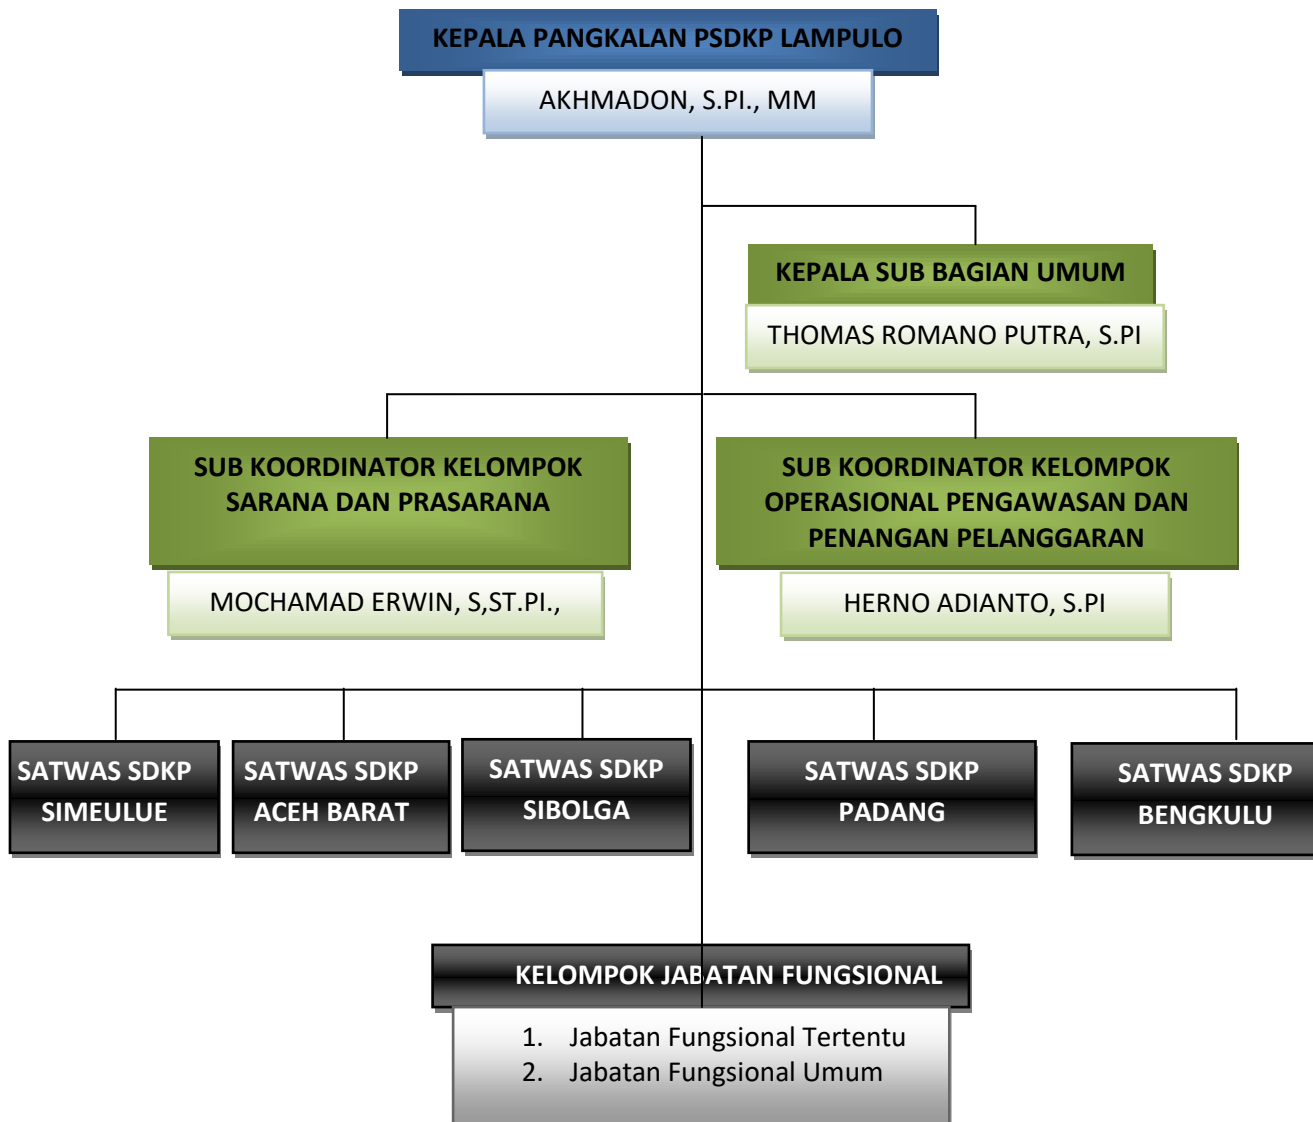 KEPALA PANGKALAN PSDKP LAMPULO
AKHMADON, S.PI., MM
KEPALA SUB BAGIAN UMUM
THOMAS ROMANO PUTRA, S.PI
SUB KOORDINATOR KELOMPOK
SARANA DAN PRASARANA
MOCHAMAD ERWIN, S,ST.PI.,
SUB KOORDINATOR KELOMPOK
OPERASIONAL PENGAWASAN DAN
PENANGAN PELANGGARAN
HERNO ADIANTO, S.PI
SATWAS SDKP
SIMEULUE
SATWAS SDKP
ACEH BARAT
SATWAS SDKP
SIBOLGA
SATWAS SDKP
PADANG
SATWAS SDKP
BENGKULU
KELOMPOK JABATAN FUNGSIONAL
1. Jabatan Fungsional Tertentu
2. Jabatan Fungsional Umum